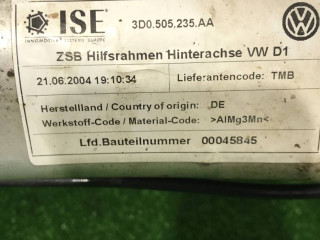 ISE
3D0.505.235.AA
ZSB Hilfsrahmen Hinterachse VW D1
21.06.2004 19:10:34 Lieferantencode: TMB
Herstelland / Country of origin: DE
Werkstoff-Code / Material-Code: >AlMg3Mn<
Lfd.Bauteilnummer 00045845